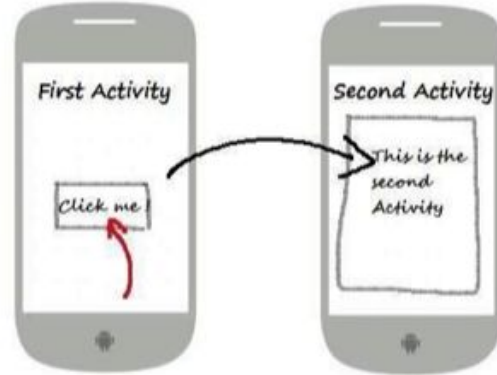 First Activity
Click me !
Second Activity
This is the
second
Activity